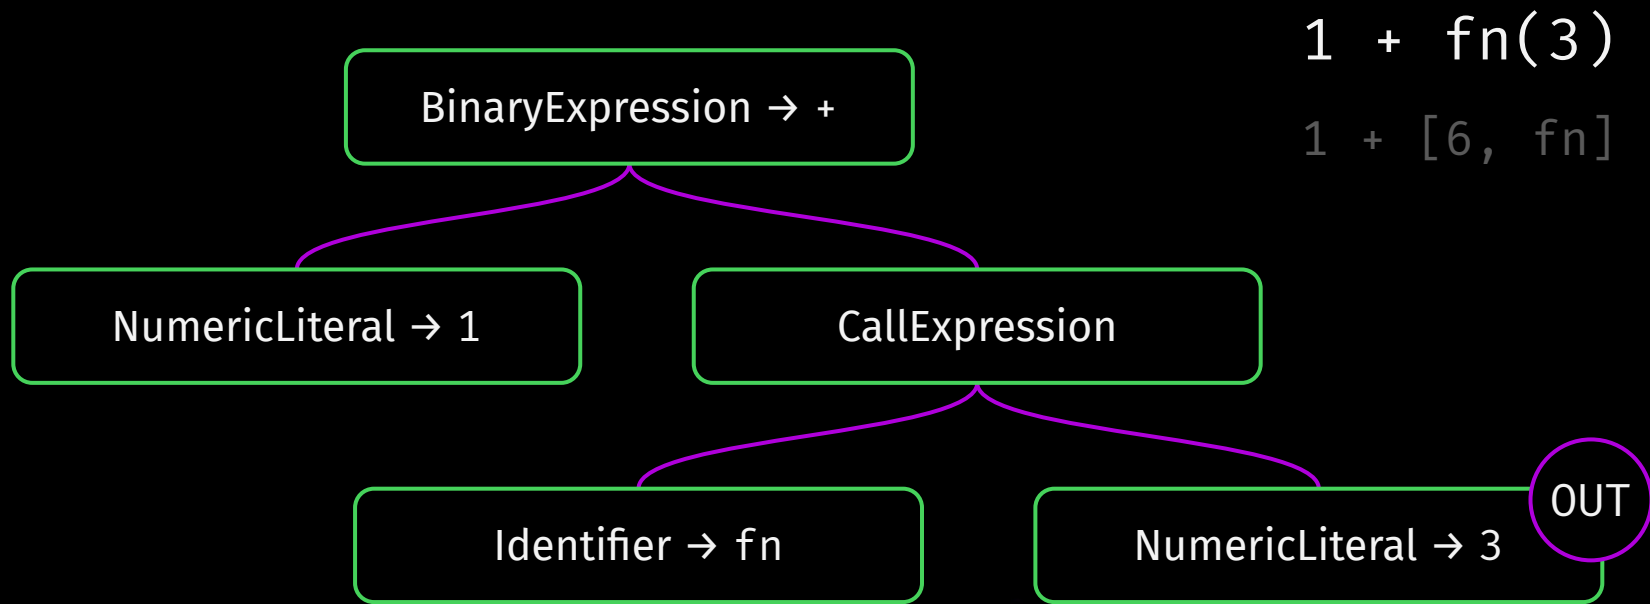 1 + fn(3)
BinaryExpression → +
1 + [6, fn]
NumericLiteral → 1
CallExpression
OUT
Identifier → fn
NumericLiteral → 3